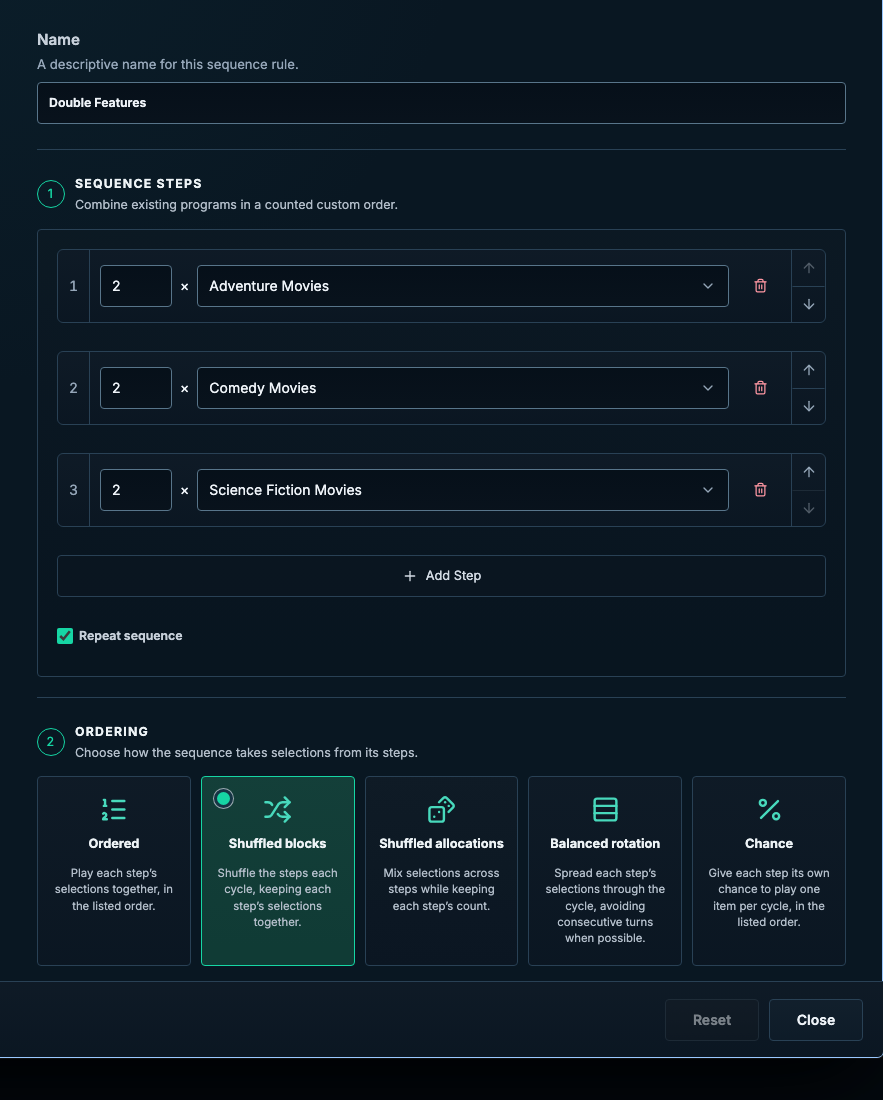 Name
A descriptive name for this sequence rule.
Double Features
1
SEQUENCE STEPS
Combine existing programs in a counted custom order.
1 2 × Adventure Movies
2 2 × Comedy Movies
3 2 × Science Fiction Movies
+ Add Step
Repeat sequence
2
ORDERING
Choose how the sequence takes selections from its steps.
Ordered
Play each step’s
selections together, in
the listed order.
Shuffled blocks
Shuffle the steps each
cycle, keeping each
step’s selections
together.
Shuffled allocations
Mix selections across
steps while keeping
each step’s count.
Balanced rotation
Spread each step’s
selections through the
cycle, avoiding
consecutive turns
when possible.
Chance
Give each step its own
chance to play one
item per cycle, in the
listed order.
Reset
Close